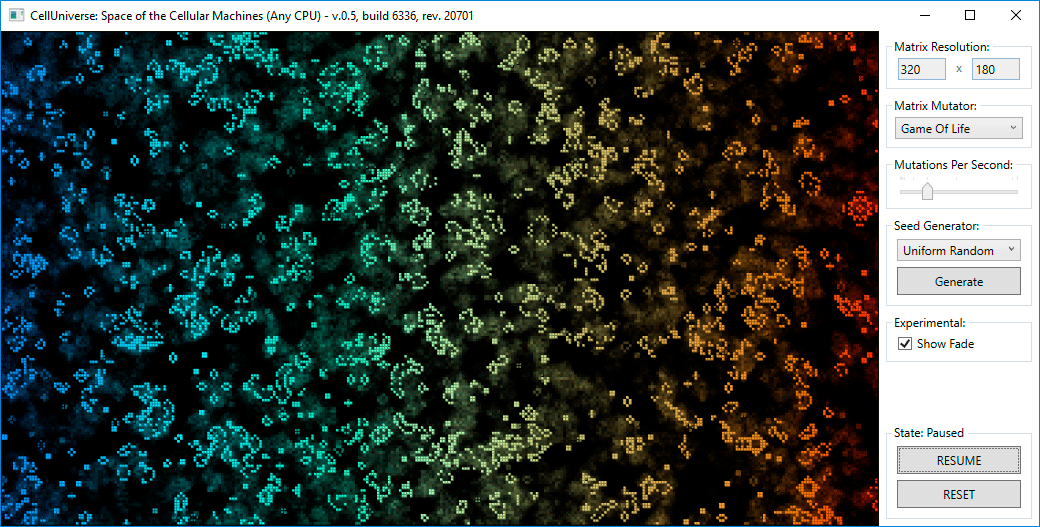 CellUniverse: Space of the Cellular Machines (Any CPU) - v.0.5, build 6336, rev. 20701
Matrix Resolution:
320 x 180
Matrix Mutator:
Game Of Life
Mutations Per Second:
Seed Generator:
Uniform Random
Generate
Experimental:
Show Fade
State: Paused
RESUME
RESET